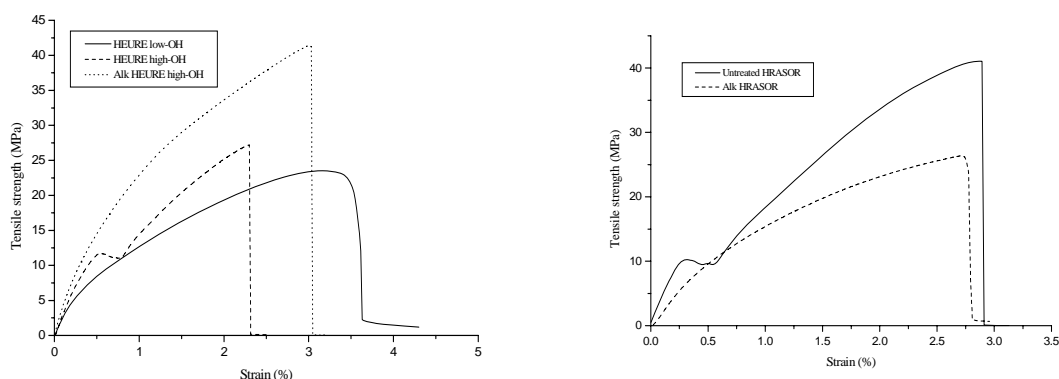 45
40
35
30
25
20
15
10
5
0
Tensile strength (MPa)
HEURE low-OH
HEURE high-OH
Alk HEURE high-OH
0 1 2 3 4 5
Strain (%)
40
30
20
10
0
Tensile strength (MPa)
Untreated HRASOR
Alk HRASOR
0.0 0.5 1.0 1.5 2.0 2.5 3.0 3.5
Strain (%)